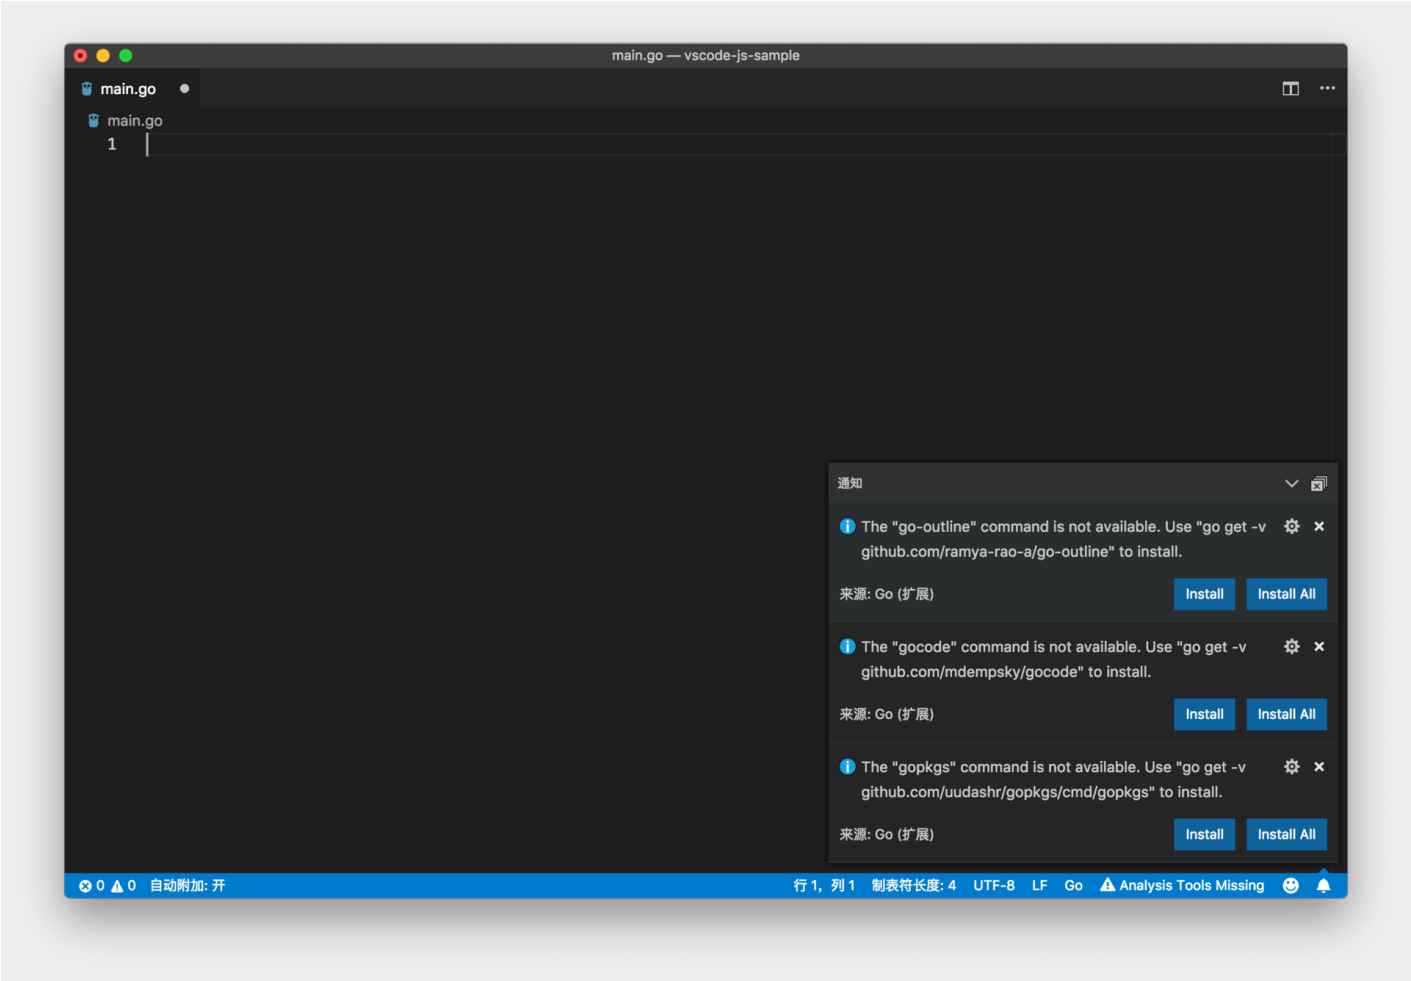 main.go — vscode-js-sample
main.go
main.go
1
通知
The "go-outline" command is not available. Use "go get -v
github.com/ramya-rao-a/go-outline" to install.
来源: Go (扩展)
Install
Install All
The "gocode" command is not available. Use "go get -v
github.com/mdempsky/gocode" to install.
来源: Go (扩展)
Install
Install All
The "gopkgs" command is not available. Use "go get -v
github.com/uudashr/gopkgs/cmd/gopkgs" to install.
来源: Go (扩展)
Install
Install All
0 0 自动附加: 开 行 1，列 1 制表符长度: 4 UTF-8 LF Go Analysis Tools Missing